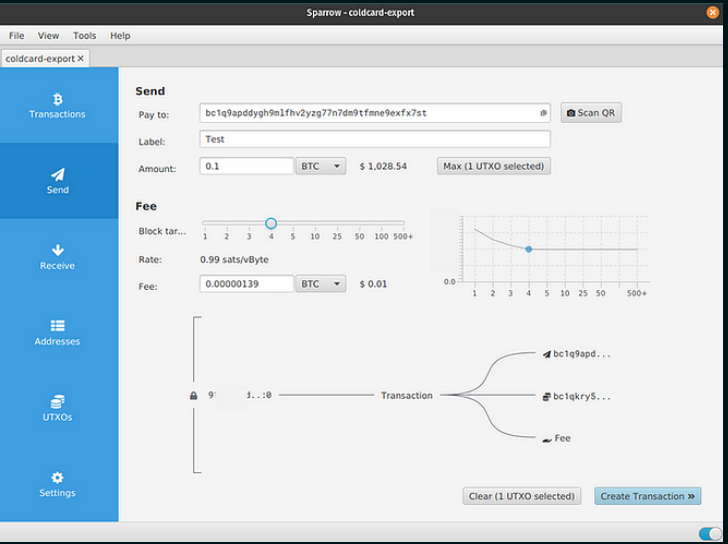 Sparrow - coldcard-export
File View Tools Help
coldcard-export
Transactions
Send
Receive
Addresses
UTXOs
Settings
Send
Pay to: bc1q9apddygh9mlfhv2yzg77n7dm9tfmne9exfx7st Scan QR
Label: Test
Amount: 0.1 BTC $ 1,028.54 Max (1 UTXO selected)
Fee
Block tar... 1 2 3 4 5 10 25 50 100 500+
Rate: 0.99 sats/vByte
Fee: 0.00000139 BTC $ 0.01
0.0
1 2 3 4 5 10 25 50 500+
..:0 Transaction
bc1q9apd...
bc1qkry5...
Fee
Clear (1 UTXO selected) Create Transaction »